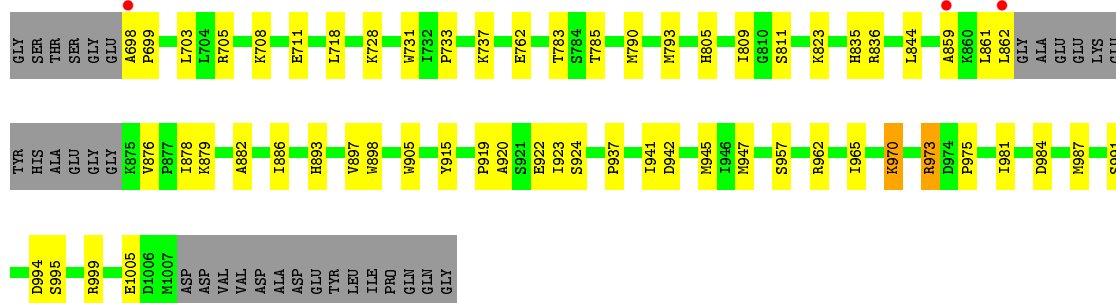 GLY SER THR SER GLY GLU A698 P699 L703 L704 R705 K708 E711 L718 K728 W731 I732 P733 K737 E762 T783 S784 T785 M790 M793 H805 I809 G810 S811 K823 H835 R836 L844 A859 K860 L861 L862 GLY ALA GLU GLU LYS GLU
TYR HIS ALA GLU GLY GLY K875 V876 P877 I878 K879 A882 I886 H893 V897 W898 W905 Y915 P919 A920 S921 E922 I923 S924 P937 I941 D942 M945 I946 M947 S957 R962 I965 K970 R973 D974 P975 I981 D984 M987 S991
D994 S995 R999 E1005 D1006 M1007 ASP ASP VAL VAL ASP ALA ASP GLU TYR LEU ILE PRO GLN GLN GLY